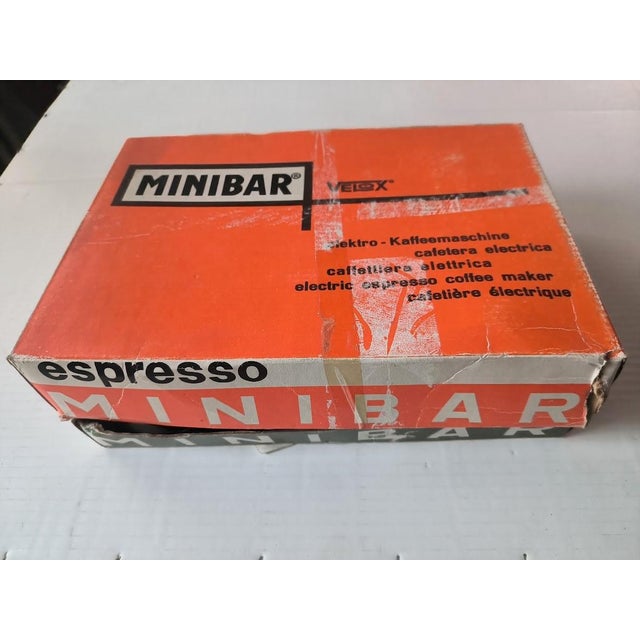 MINIBAR®
VELOX®
elektro-Kaffeemaschine
cafetera electrica
caffettiera elettrica
electric espresso coffee maker
cafetière électrique
espresso
MINIBAR
MINIBAR